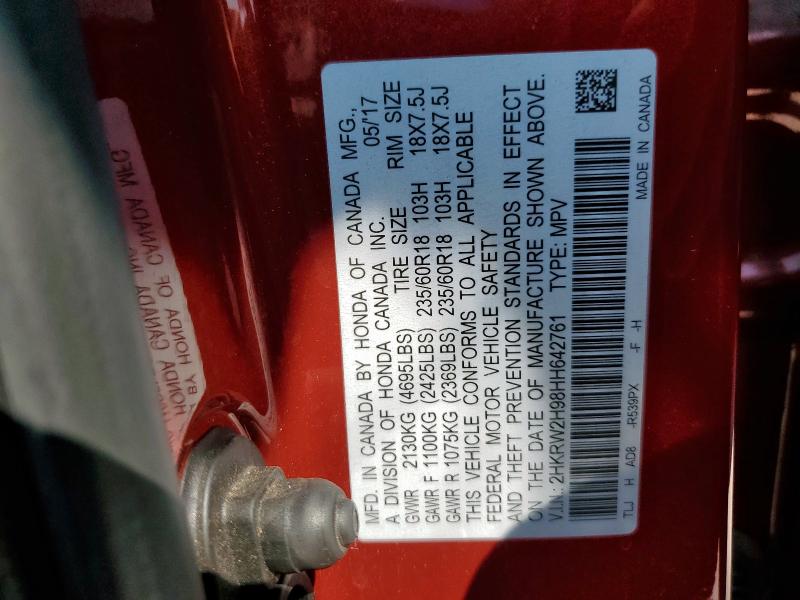 MFD. IN CANADA BY HONDA OF CANADA MFG.,
A DIVISION OF HONDA CANADA INC. 05/17
GVWR 2130KG (4695LBS) TIRE SIZE RIM SIZE
GAWR F 1100KG (2425LBS) 235/60R18 103H 18X7.5J
GAWR R 1075KG (2369LBS) 235/60R18 103H 18X7.5J
THIS VEHICLE CONFORMS TO ALL APPLICABLE
FEDERAL MOTOR VEHICLE SAFETY
AND THEFT PREVENTION STANDARDS IN EFFECT
ON THE DATE OF MANUFACTURE SHOWN ABOVE.
V.I.N.: 2HKRW2H98HH642761 TYPE: MPV
TLJ H AD8 -R539PX -F -H
MADE IN CANADA